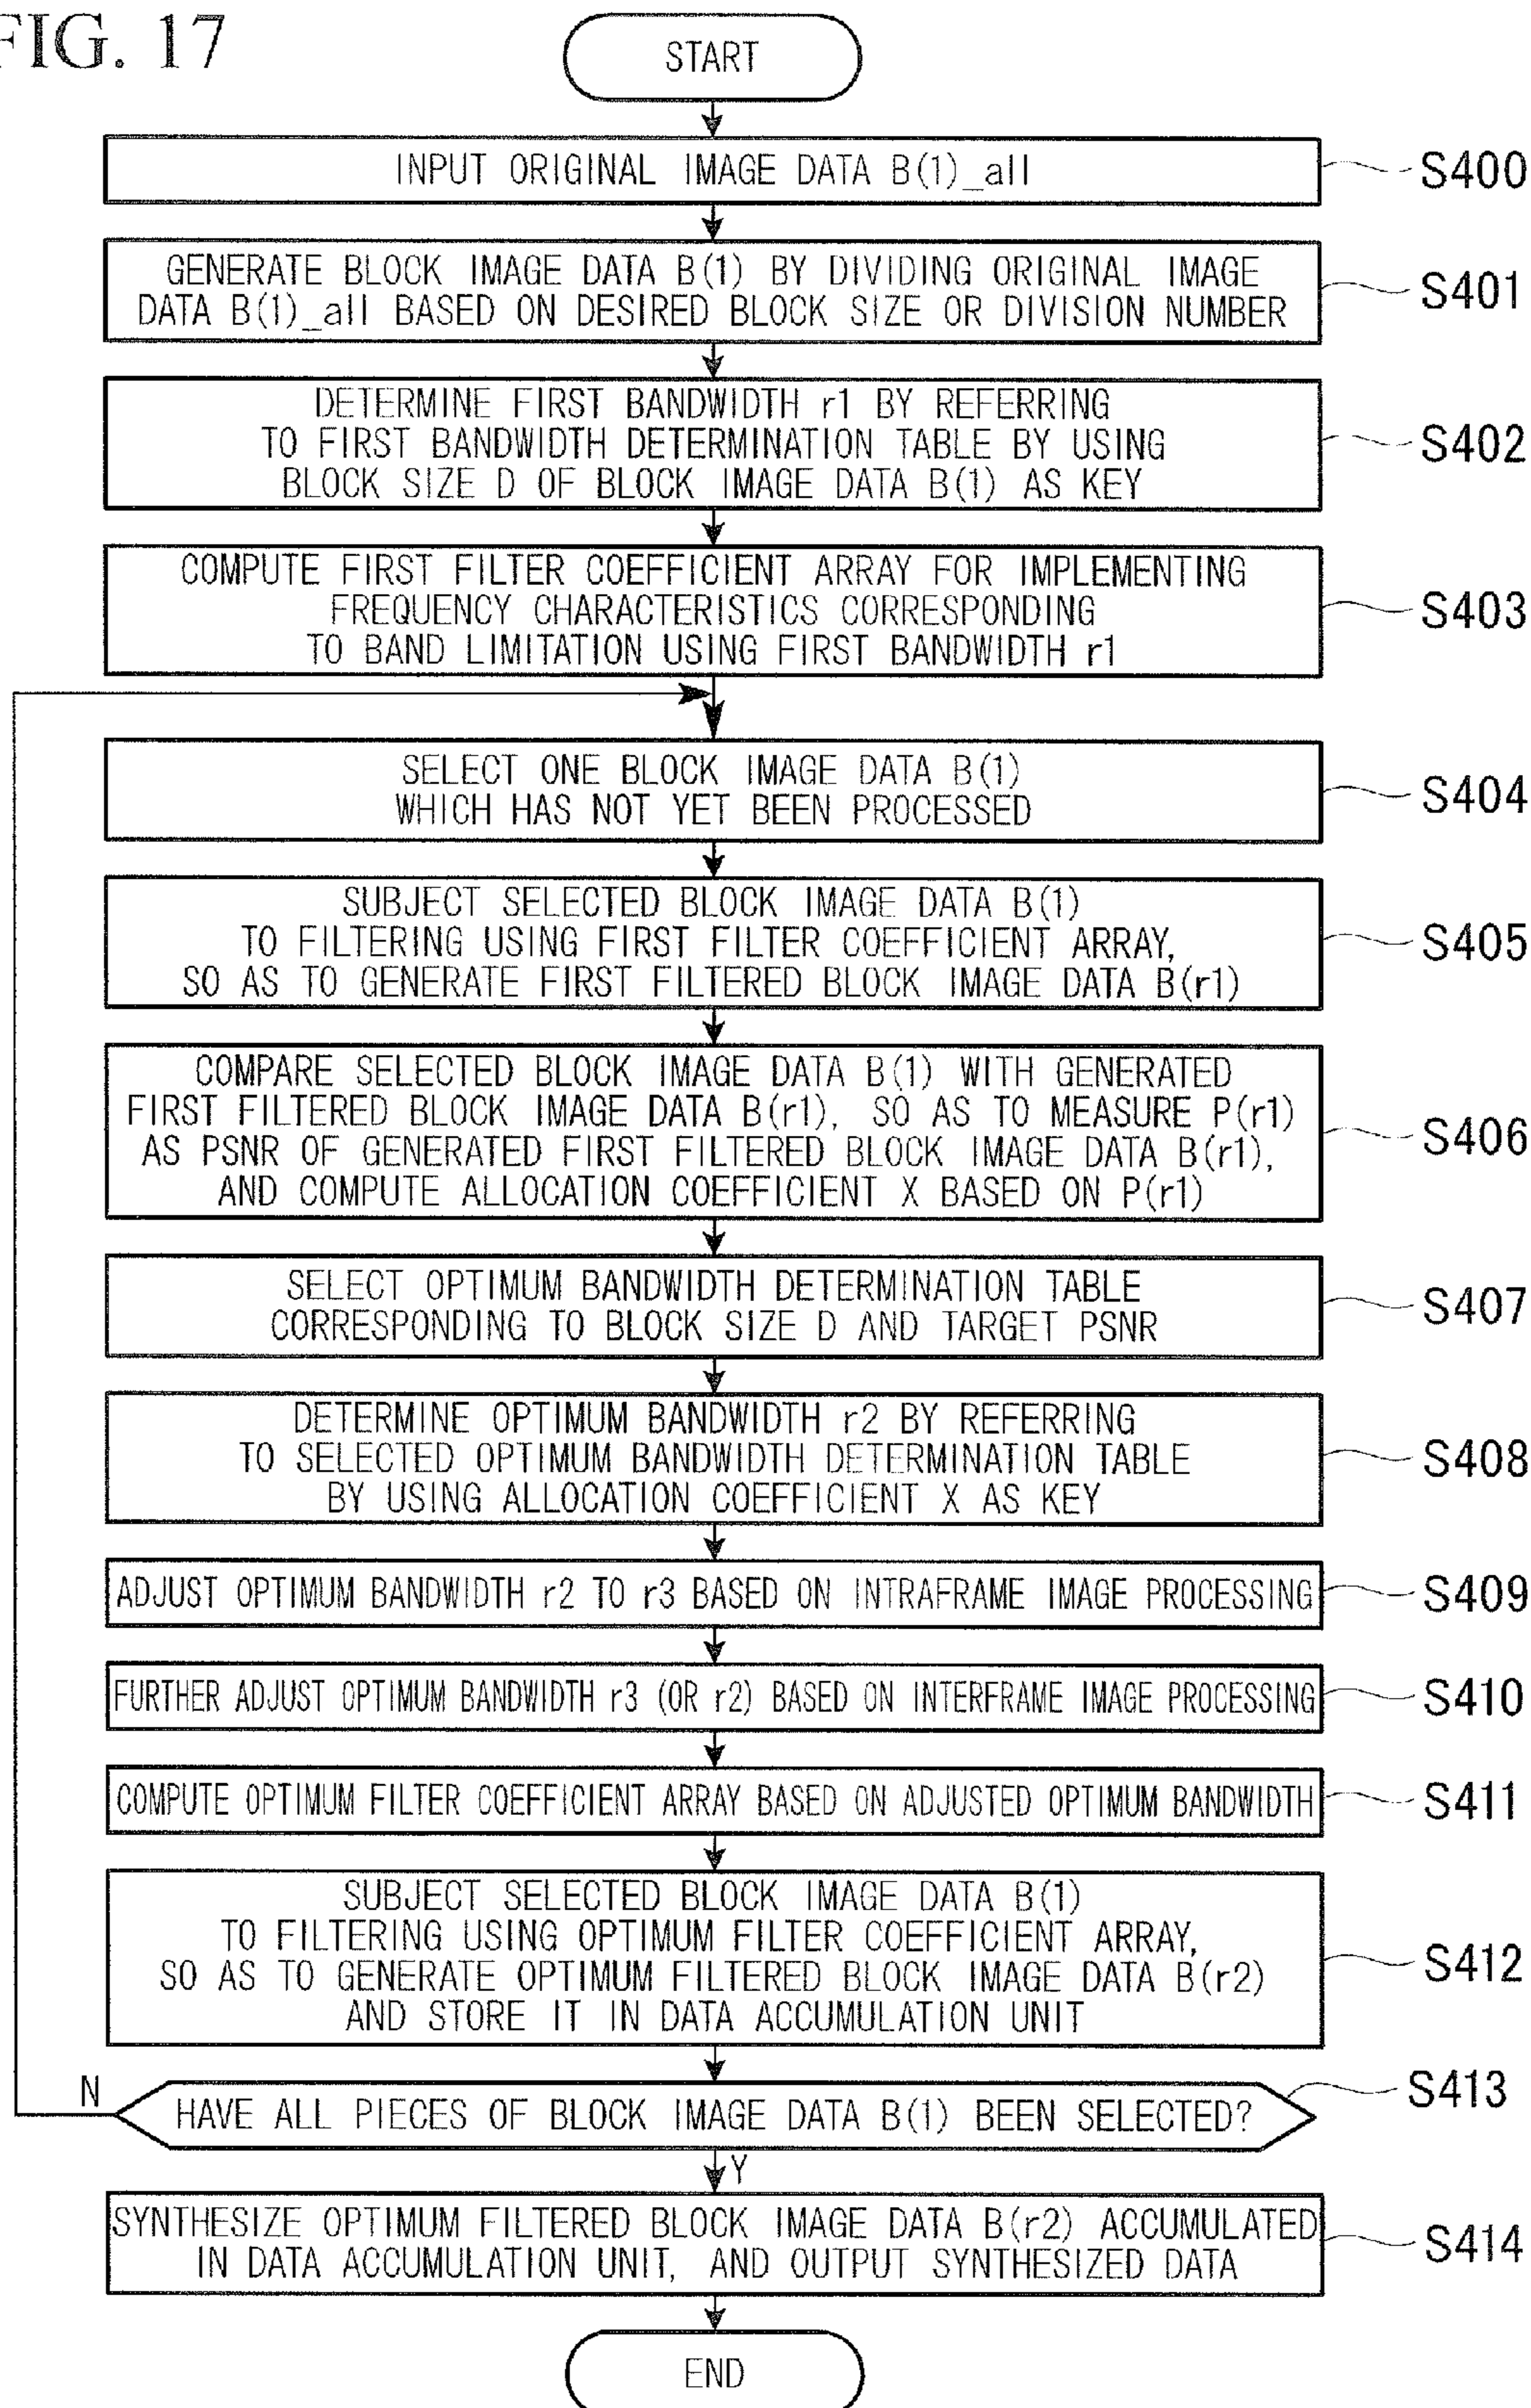 FIG. 17
START
INPUT ORIGINAL IMAGE DATA B(1)_all
S400
GENERATE BLOCK IMAGE DATA B(1) BY DIVIDING ORIGINAL IMAGE
DATA B(1)_all BASED ON DESIRED BLOCK SIZE OR DIVISION NUMBER
S401
DETERMINE FIRST BANDWIDTH r1 BY REFERRING
TO FIRST BANDWIDTH DETERMINATION TABLE BY USING
BLOCK SIZE D OF BLOCK IMAGE DATA B(1) AS KEY
S402
COMPUTE FIRST FILTER COEFFICIENT ARRAY FOR IMPLEMENTING
FREQUENCY CHARACTERISTICS CORRESPONDING
TO BAND LIMITATION USING FIRST BANDWIDTH r1
S403
SELECT ONE BLOCK IMAGE DATA B(1)
WHICH HAS NOT YET BEEN PROCESSED
S404
SUBJECT SELECTED BLOCK IMAGE DATA B(1)
TO FILTERING USING FIRST FILTER COEFFICIENT ARRAY,
SO AS TO GENERATE FIRST FILTERED BLOCK IMAGE DATA B(r1)
S405
COMPARE SELECTED BLOCK IMAGE DATA B(1) WITH GENERATED
FIRST FILTERED BLOCK IMAGE DATA B(r1), SO AS TO MEASURE P(r1)
AS PSNR OF GENERATED FIRST FILTERED BLOCK IMAGE DATA B(r1),
AND COMPUTE ALLOCATION COEFFICIENT X BASED ON P(r1)
S406
SELECT OPTIMUM BANDWIDTH DETERMINATION TABLE
CORRESPONDING TO BLOCK SIZE D AND TARGET PSNR
S407
DETERMINE OPTIMUM BANDWIDTH r2 BY REFERRING
TO SELECTED OPTIMUM BANDWIDTH DETERMINATION TABLE
BY USING ALLOCATION COEFFICIENT X AS KEY
S408
ADJUST OPTIMUM BANDWIDTH r2 TO r3 BASED ON INTRAFRAME IMAGE PROCESSING
S409
FURTHER ADJUST OPTIMUM BANDWIDTH r3 (OR r2) BASED ON INTERFRAME IMAGE PROCESSING
S410
COMPUTE OPTIMUM FILTER COEFFICIENT ARRAY BASED ON ADJUSTED OPTIMUM BANDWIDTH
S411
SUBJECT SELECTED BLOCK IMAGE DATA B(1)
TO FILTERING USING OPTIMUM FILTER COEFFICIENT ARRAY,
SO AS TO GENERATE OPTIMUM FILTERED BLOCK IMAGE DATA B(r2)
AND STORE IT IN DATA ACCUMULATION UNIT
S412
N
HAVE ALL PIECES OF BLOCK IMAGE DATA B(1) BEEN SELECTED?
S413
Y
SYNTHESIZE OPTIMUM FILTERED BLOCK IMAGE DATA B(r2) ACCUMULATED
IN DATA ACCUMULATION UNIT, AND OUTPUT SYNTHESIZED DATA
S414
END